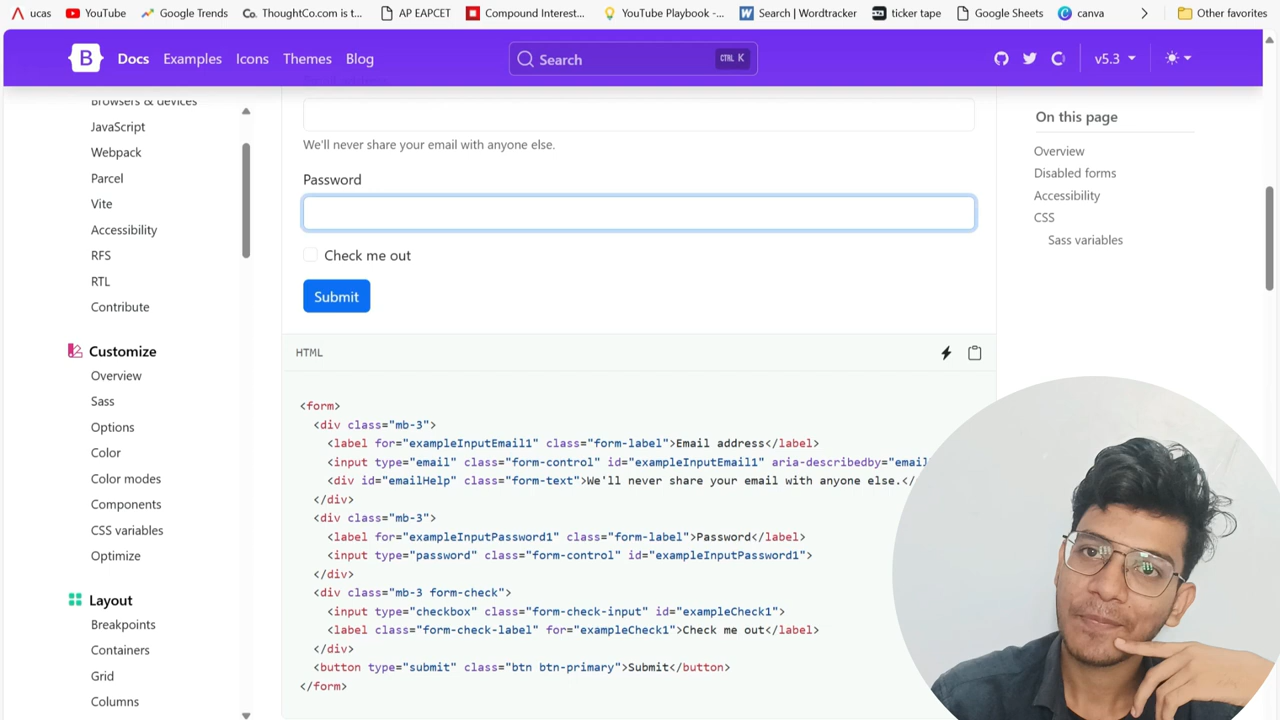 ucas YouTube Google Trends ThoughtCo.com is t... AP EAPCET Compound Interest... YouTube Playbook -... Search | Wordtracker ticker tape Google Sheets canva Other favorites
B Docs Examples Icons Themes Blog Search CTRL K v5.3
Browsers & devices
JavaScript
Webpack
Parcel
Vite
Accessibility
RFS
RTL
Contribute
Customize
Overview
Sass
Options
Color
Color modes
Components
CSS variables
Optimize
Layout
Breakpoints
Containers
Grid
Columns
We'll never share your email with anyone else.
Password
Check me out
Submit
HTML
<form>
<div class="mb-3">
<label for="exampleInputEmail1" class="form-label">Email address</label>
<input type="email" class="form-control" id="exampleInputEmail1" aria-describedby="email
<div id="emailHelp" class="form-text">We'll never share your email with anyone else.</
</div>
<div class="mb-3">
<label for="exampleInputPassword1" class="form-label">Password</label>
<input type="password" class="form-control" id="exampleInputPassword1">
</div>
<div class="mb-3 form-check">
<input type="checkbox" class="form-check-input" id="exampleCheck1">
<label class="form-check-label" for="exampleCheck1">Check me out</label>
</div>
<button type="submit" class="btn btn-primary">Submit</button>
</form>
On this page
Overview
Disabled forms
Accessibility
CSS
Sass variables